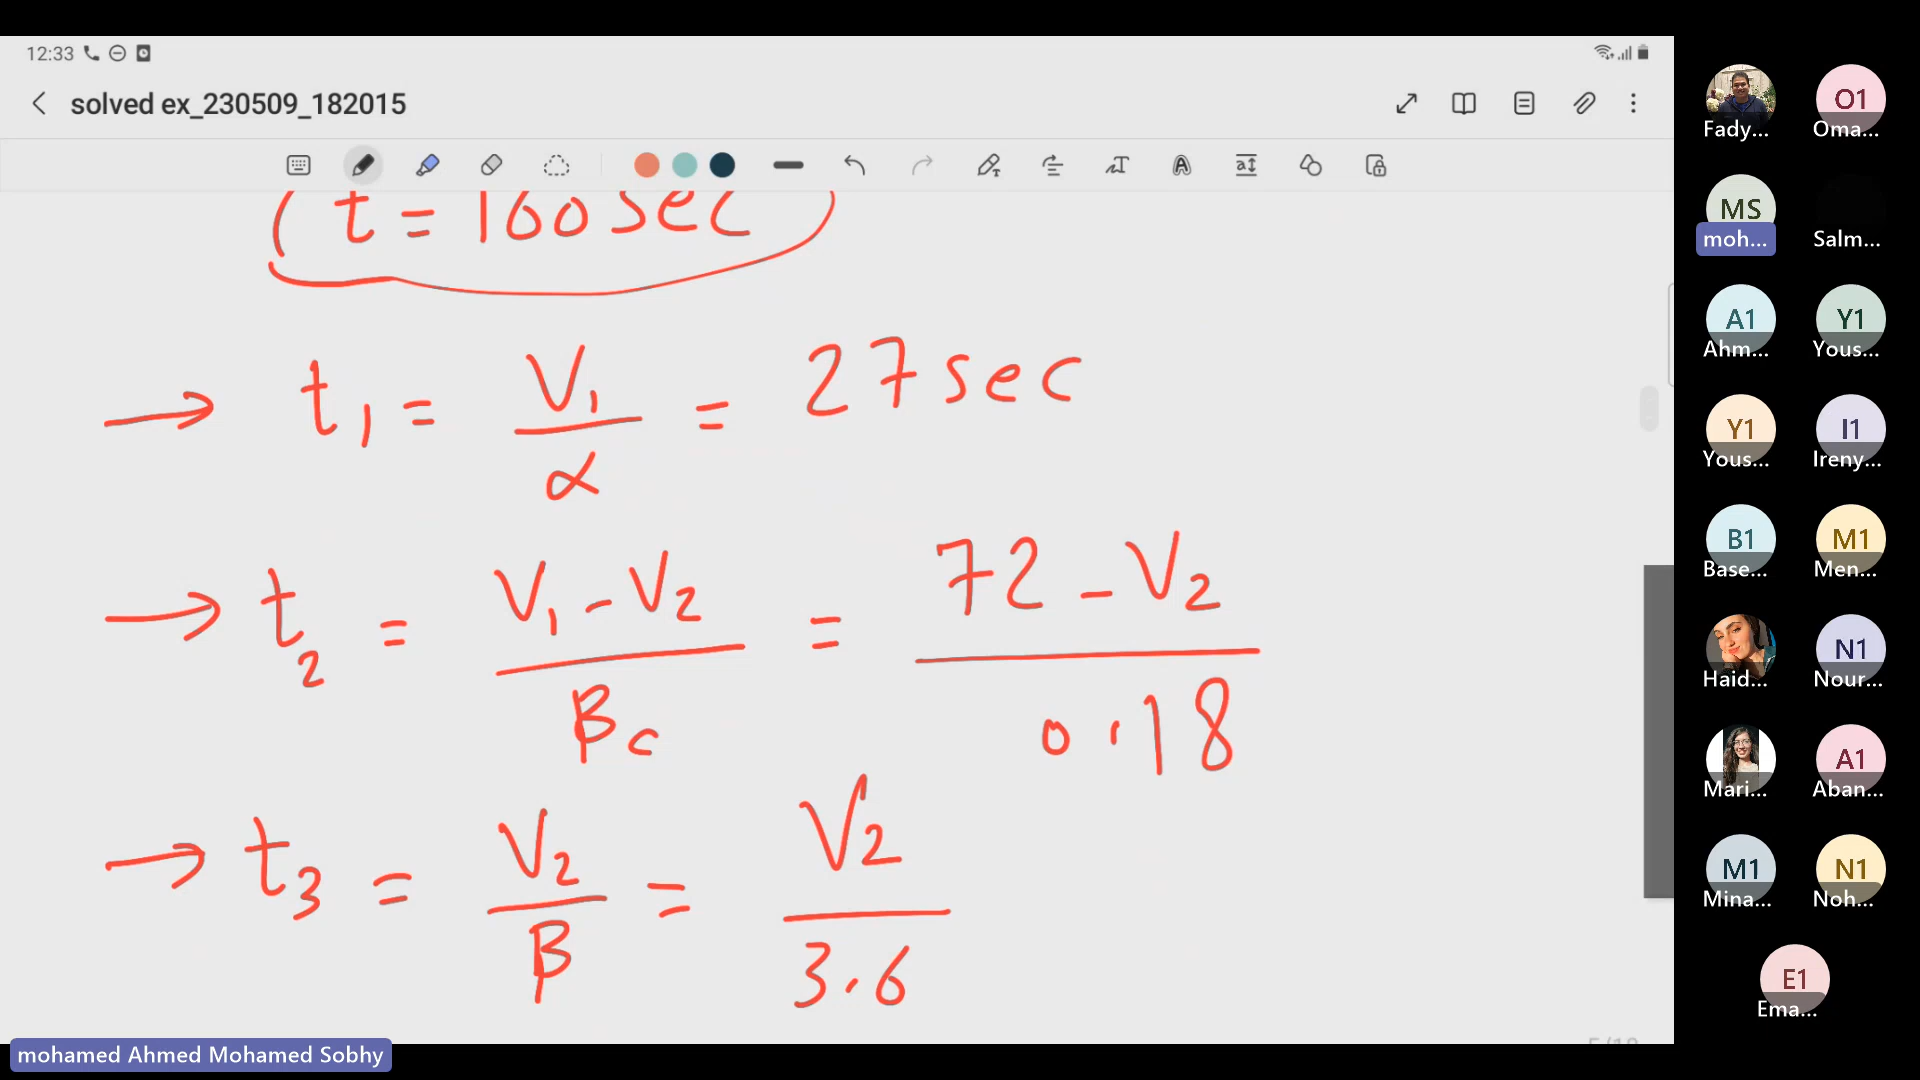 12:33
solved ex_230509_182015
( t = 160 sec )
→ t1 = V1 / α = 27 sec
→ t2 = V1 - V2 / βc = 72 - V2 / 0.18
→ t3 = V2 / β = V2 / 3.6
Fady...
O1
Oma...
MS
moh...
Salm...
A1
Ahm...
Y1
Yous...
Y1
Yous...
I1
Ireny...
B1
Base...
M1
Men...
Haid...
N1
Nour...
Mari...
A1
Aban...
M1
Mina...
N1
Noh...
E1
Ema...
mohamed Ahmed Mohamed Sobhy